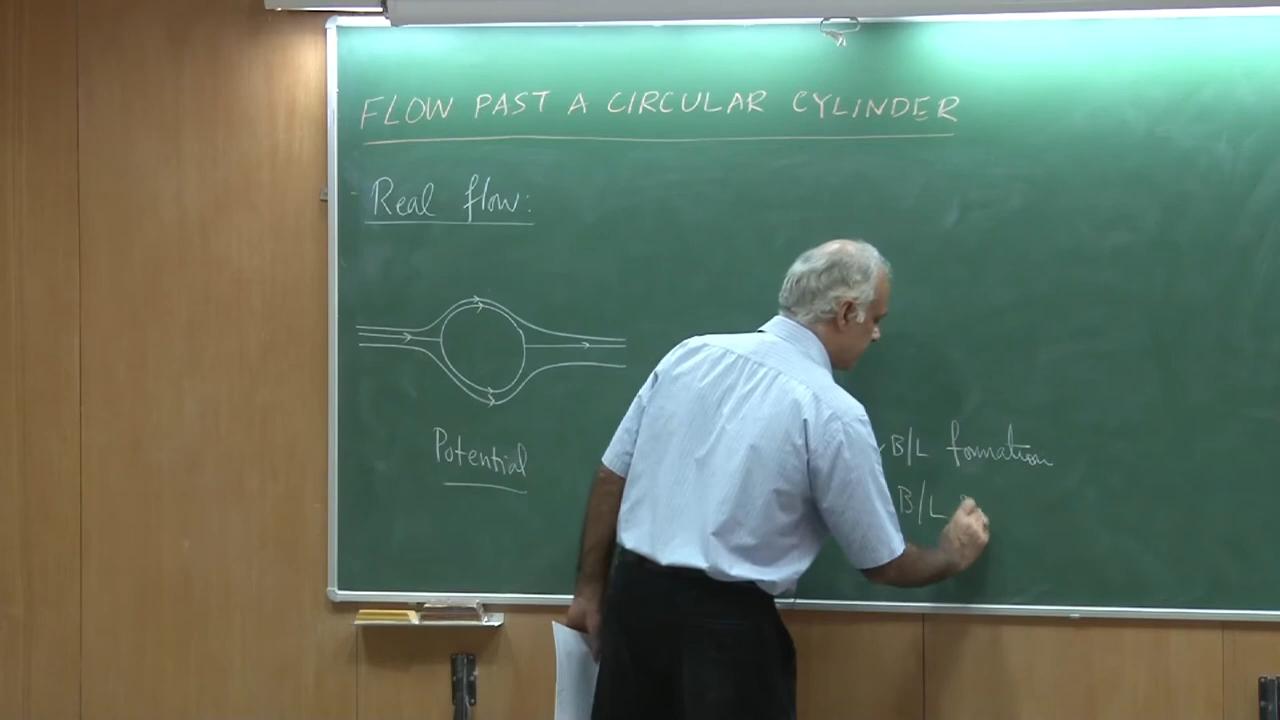 FLOW PAST A CIRCULAR CYLINDER
Real flow:
Potential
B/L formation
B/L